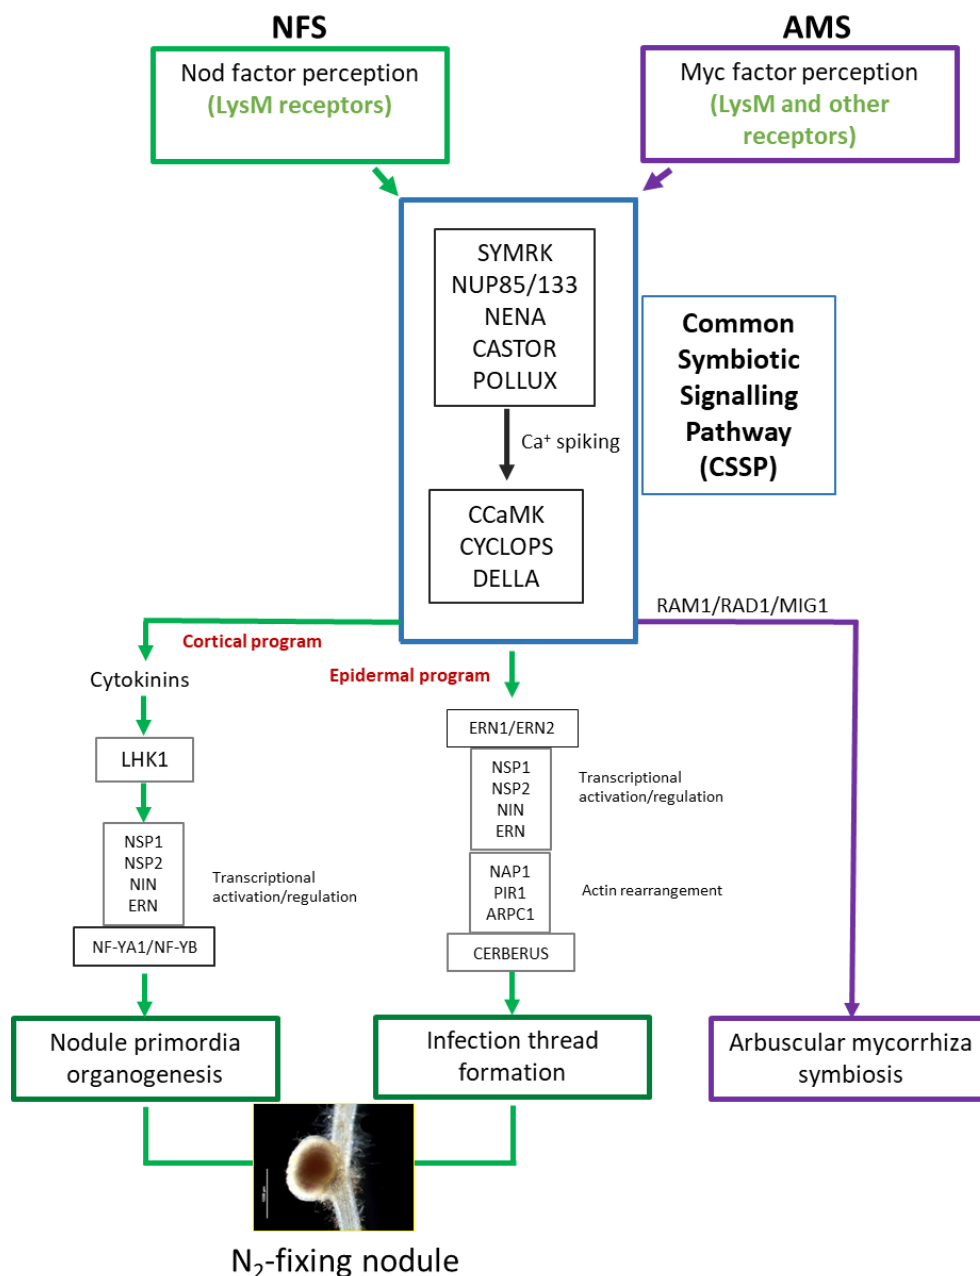 NFS
AMS
Nod factor perception
(LysM receptors)
Myc factor perception
(LysM and other
receptors)
SYMRK
NUP85/133
NENA
CASTOR
POLLUX
Common
Symbiotic
Signalling
Pathway
(CSSP)
Ca⁺ spiking
CCaMK
CYCLOPS
DELLA
RAM1/RAD1/MIG1
Cortical program
Epidermal program
Cytokinins
LHK1
NSP1
NSP2
NIN
ERN
Transcriptional
activation/regulation
NF-YA1/NF-YB
ERN1/ERN2
NSP1
NSP2
NIN
ERN
Transcriptional
activation/regulation
NAP1
PIR1
ARPC1
Actin rearrangement
CERBERUS
Nodule primordia
organogenesis
Infection thread
formation
Arbuscular mycorrhiza
symbiosis
N₂-fixing nodule